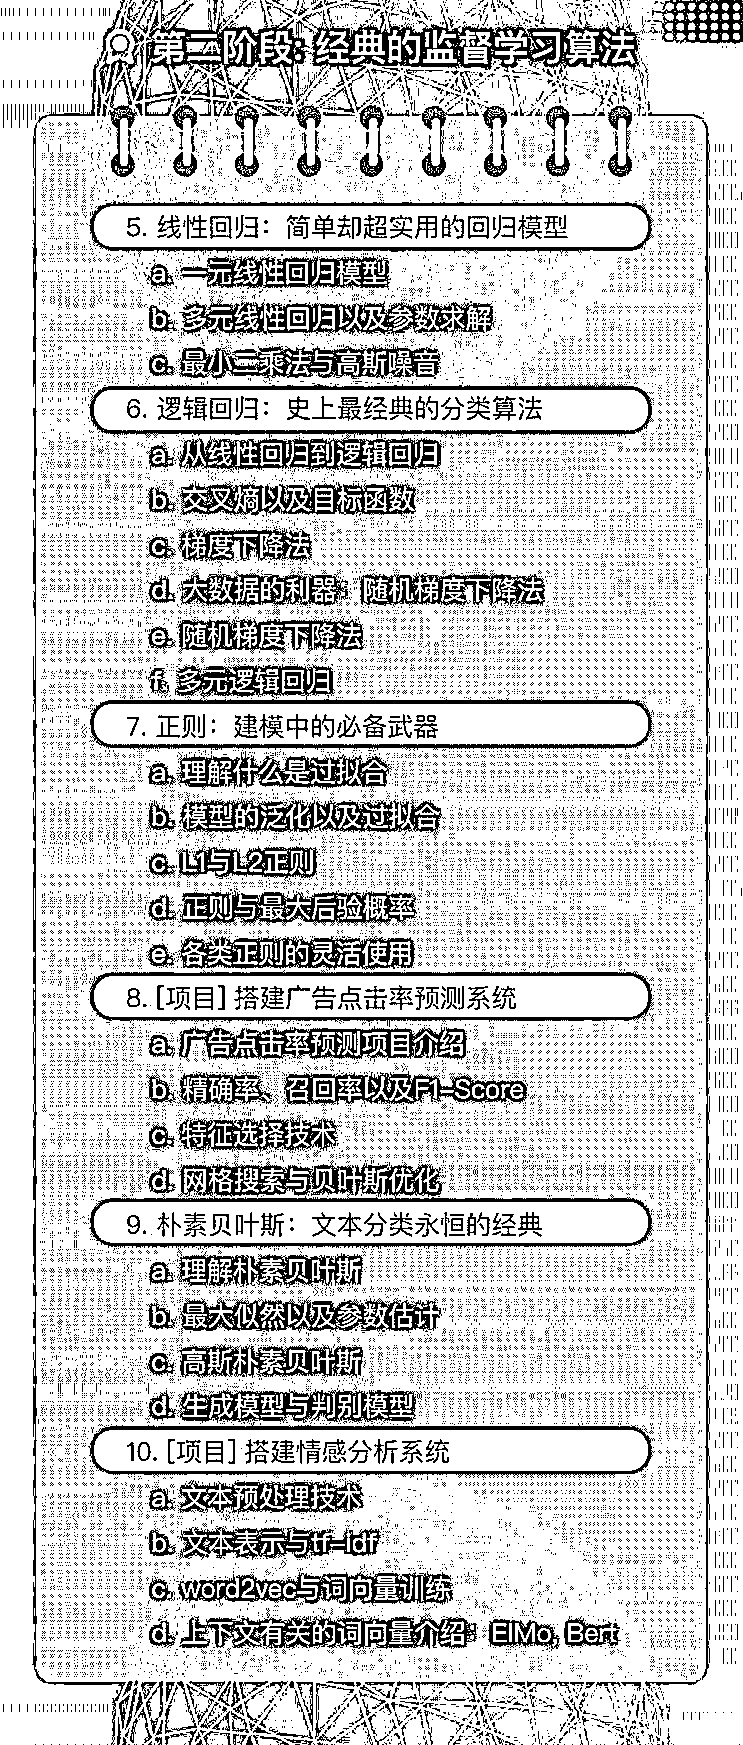 第二阶段: 经典的监督学习算法
5. 线性回归：简单却超实用的回归模型
a. 一元线性回归模型
b. 多元线性回归以及参数求解
c. 最小二乘法与高斯噪音
6. 逻辑回归：史上最经典的分类算法
a. 从线性回归到逻辑回归
b. 交叉熵以及目标函数
c. 梯度下降法
d. 大数据的利器：随机梯度下降法
e. 随机梯度下降法
f. 多元逻辑回归
7. 正则：建模中的必备武器
a. 理解什么是过拟合
b. 模型的泛化以及过拟合
c. L1与L2正则
d. 正则与最大后验概率
e. 各类正则的灵活使用
8. [项目] 搭建广告点击率预测系统
a. 广告点击率预测项目介绍
b. 精确率、召回率以及F1-Score
c. 特征选择技术
d. 网格搜索与贝叶斯优化
9. 朴素贝叶斯：文本分类永恒的经典
a. 理解朴素贝叶斯
b. 最大似然以及参数估计
c. 高斯朴素贝叶斯
d. 生成模型与判别模型
10. [项目] 搭建情感分析系统
a. 文本预处理技术
b. 文本表示与tf-idf
c. word2vec与词向量训练
d. 上下文有关的词向量介绍：ElMo, Bert